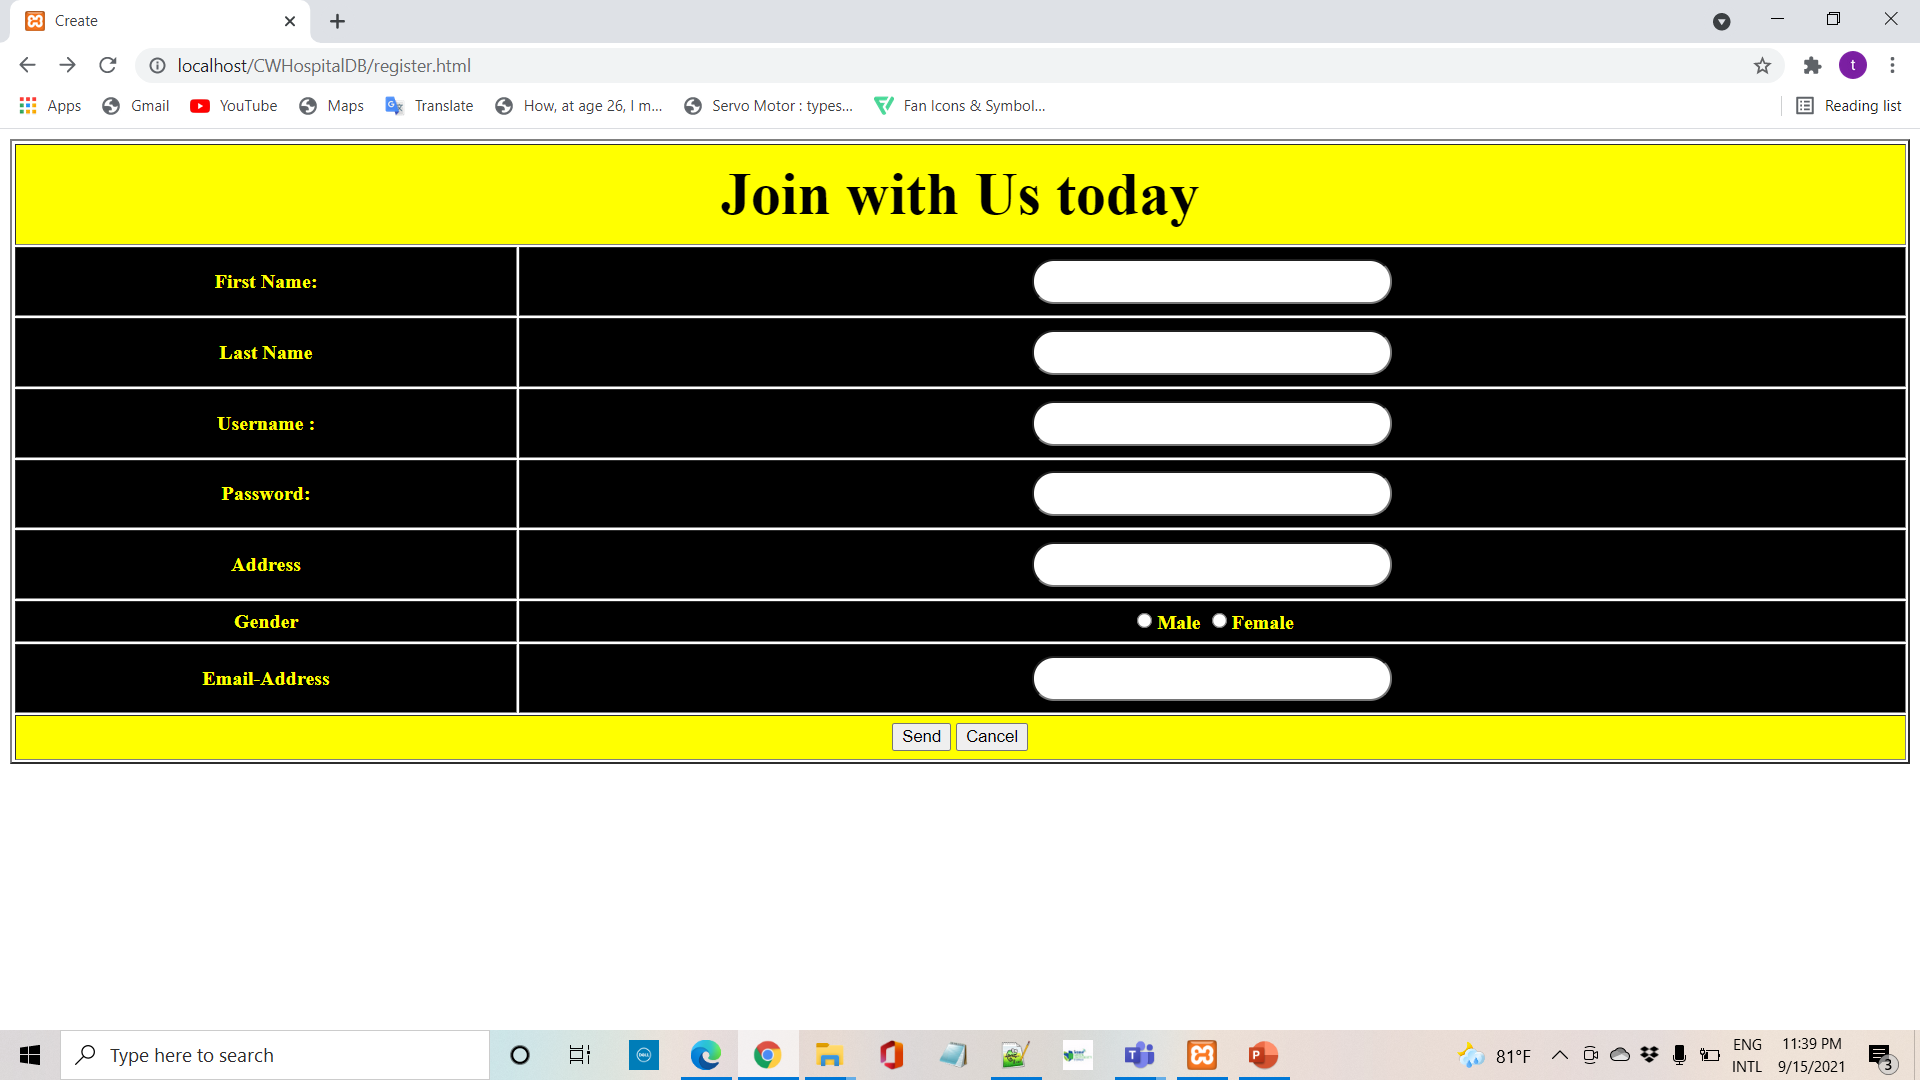 Create
localhost/CWHospitalDB/register.html
t
Apps Gmail YouTube Maps Translate How, at age 26, I m... Servo Motor : types... Fan Icons & Symbol... Reading list
Join with Us today
First Name:
Last Name
Username :
Password:
Address
Gender Male Female
Email-Address
Send Cancel
Type here to search
DELL
81°F
ENG
INTL
11:39 PM
9/15/2021
3